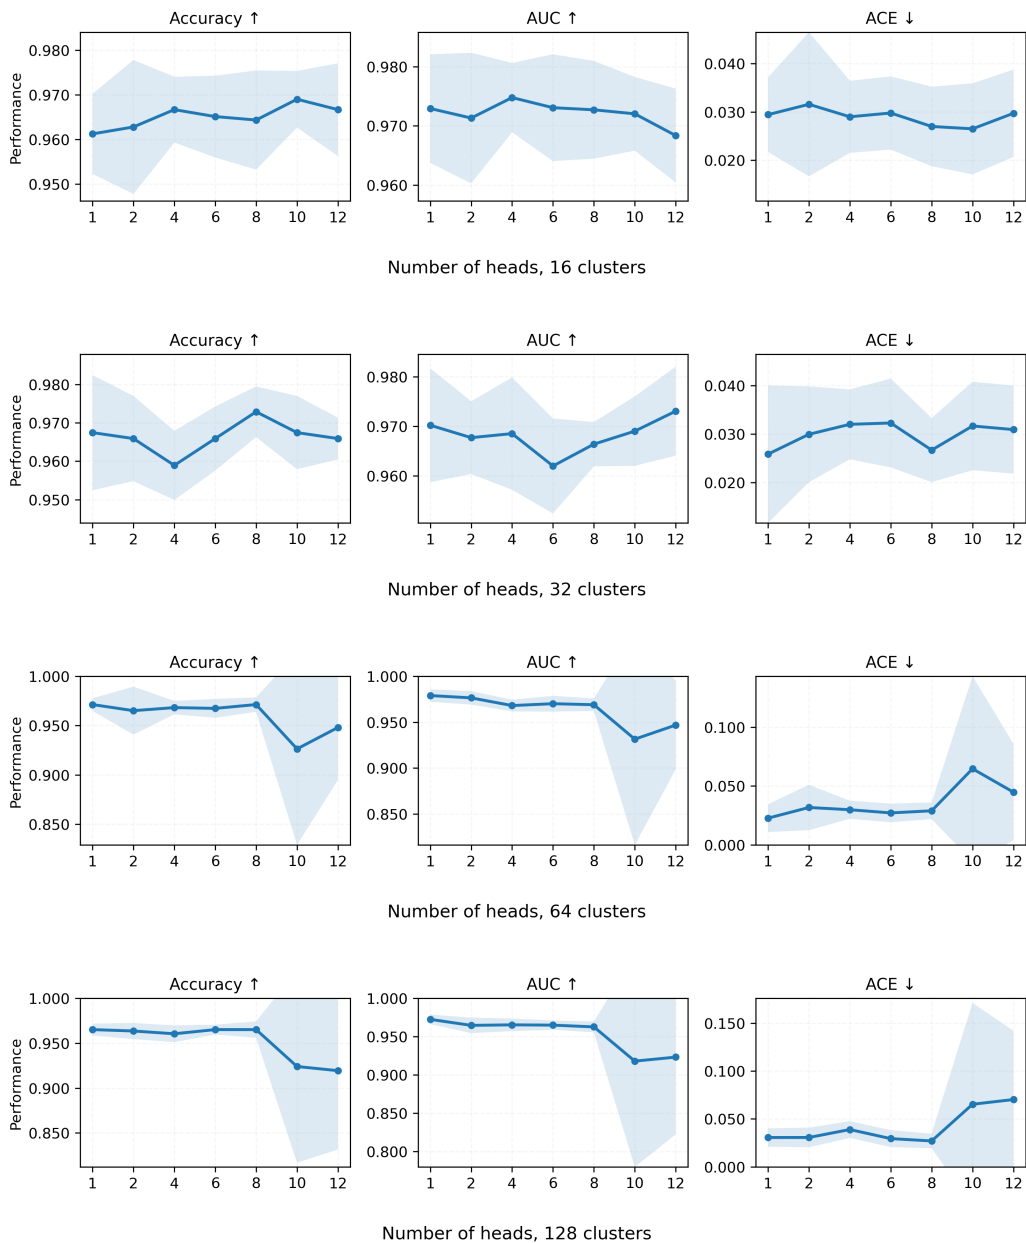 Accuracy ↑ AUC ↑ ACE ↓
Performance
0.980
0.970
0.960
0.950
1 2 4 6 8 10 12
0.980
0.970
0.960
1 2 4 6 8 10 12
0.040
0.030
0.020
1 2 4 6 8 10 12
Number of heads, 16 clusters
Accuracy ↑ AUC ↑ ACE ↓
Performance
0.980
0.970
0.960
0.950
1 2 4 6 8 10 12
0.980
0.970
0.960
1 2 4 6 8 10 12
0.040
0.030
0.020
1 2 4 6 8 10 12
Number of heads, 32 clusters
Accuracy ↑ AUC ↑ ACE ↓
Performance
1.000
0.950
0.900
0.850
1 2 4 6 8 10 12
1.000
0.950
0.900
0.850
1 2 4 6 8 10 12
0.100
0.050
0.000
1 2 4 6 8 10 12
Number of heads, 64 clusters
Accuracy ↑ AUC ↑ ACE ↓
Performance
1.000
0.950
0.900
0.850
1 2 4 6 8 10 12
1.000
0.950
0.900
0.850
0.800
1 2 4 6 8 10 12
0.150
0.100
0.050
0.000
1 2 4 6 8 10 12
Number of heads, 128 clusters